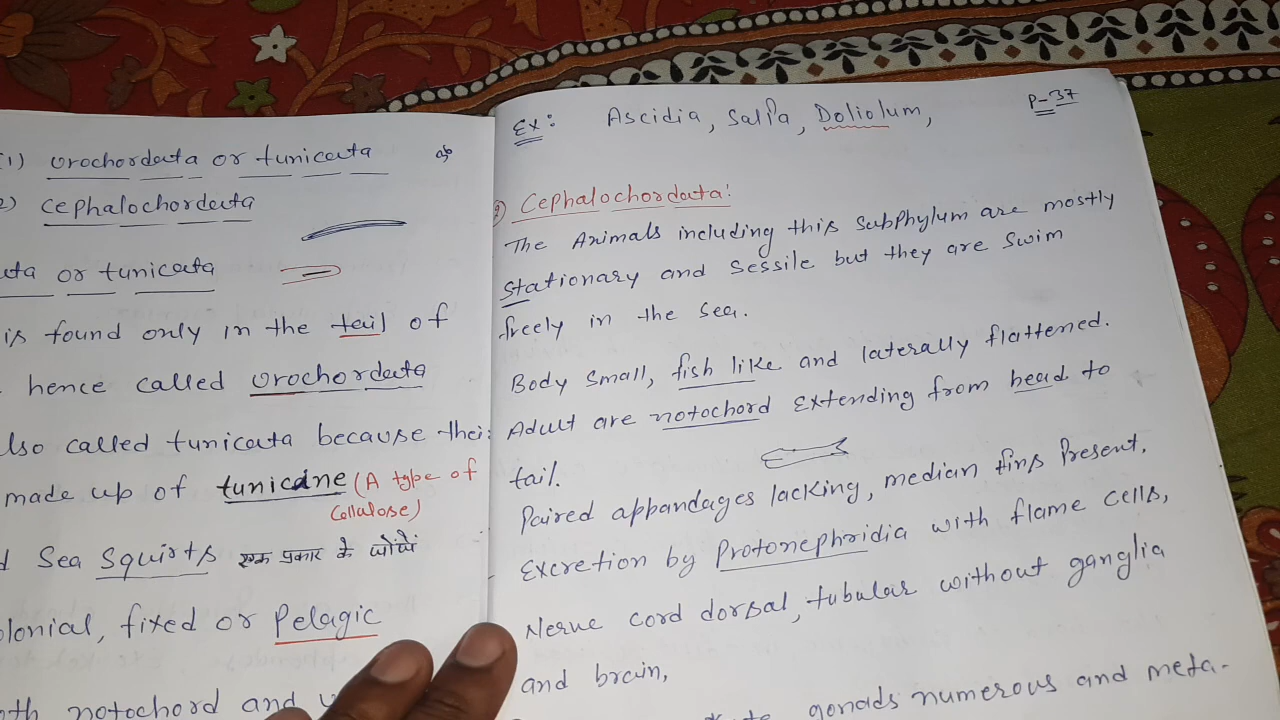 1) Urochordata or tunicata
2) Cephalochordata
ata or tunicata
is found only in the tail of
hence called Urochordata
lso called tunicata because thei
made up of tunicine (A type of
Cellulose)
d Sea Squirts एक प्रकार के घोंघे
olonial, fixed or Pelagic
oth notochord and
Ex: Ascidia, Salpa, Doliolum,
P-37
2) Cephalochordata:
The Animals including this Subphylum are mostly
Stationary and Sessile but they are Swim
freely in the Sea.
Body Small, fish like and laterally flattened.
Adult are notochord Extending from head to
tail.
Paired appandages lacking, median fins Present.
Excretion by Protonephridia with flame cells,
Nerve cord dorsal, tubular without ganglia
and brain,
gonads numerous and meta-